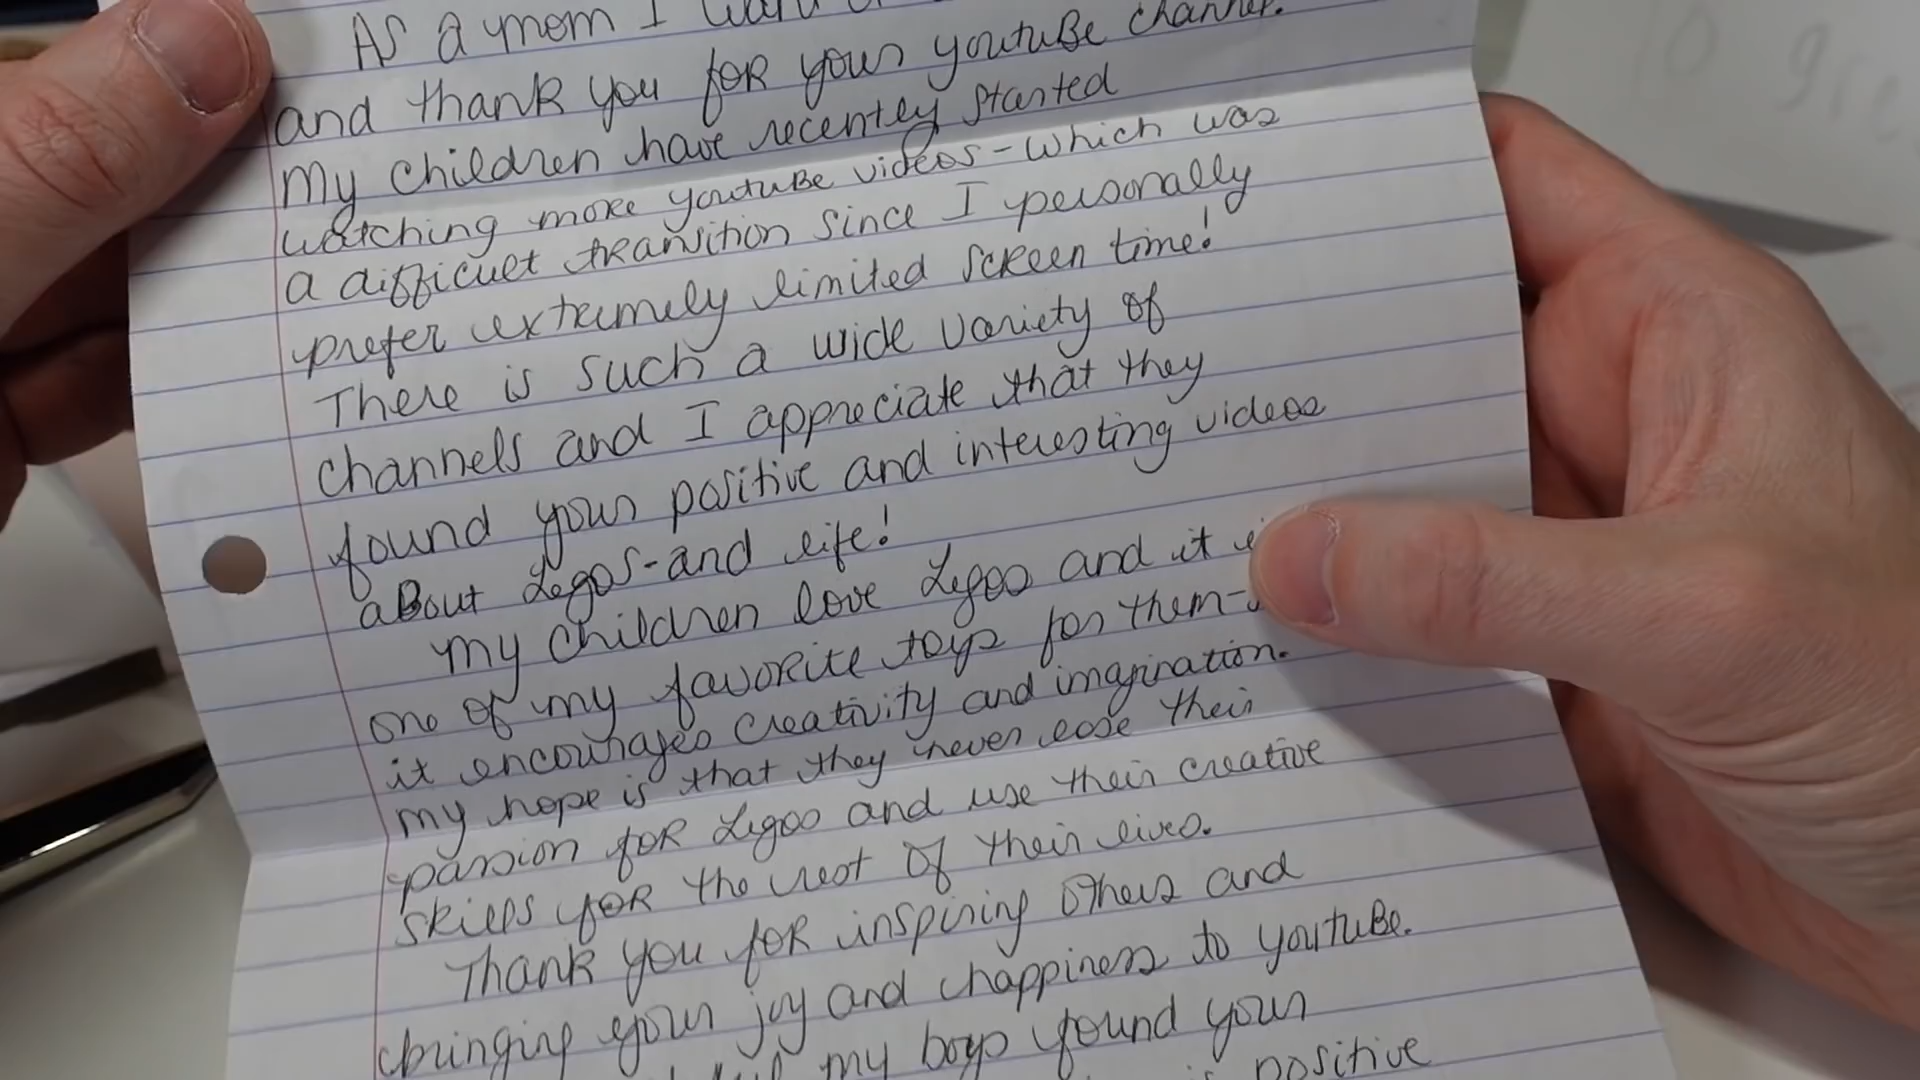 As a mom I want
and thank you for your youtuBe channel.
My children have recently started
watching more youtuBe videos - which was
a difficult transition since I personally
prefer extremely limited screen time!
There is such a wide variety of
channels and I appreciate that they
found your positive and interesting videos
aBout Legos - and life!
My children love Legos and it
one of my favorite toys for them -
it encourages creativity and imagination.
my hope is that they never lose their
passion for Legos and use their creative
skills for the rest of their lives.
Thank you for inspiring others and
bringing your joy and happiness to youtuBe.
my boys found your
positive